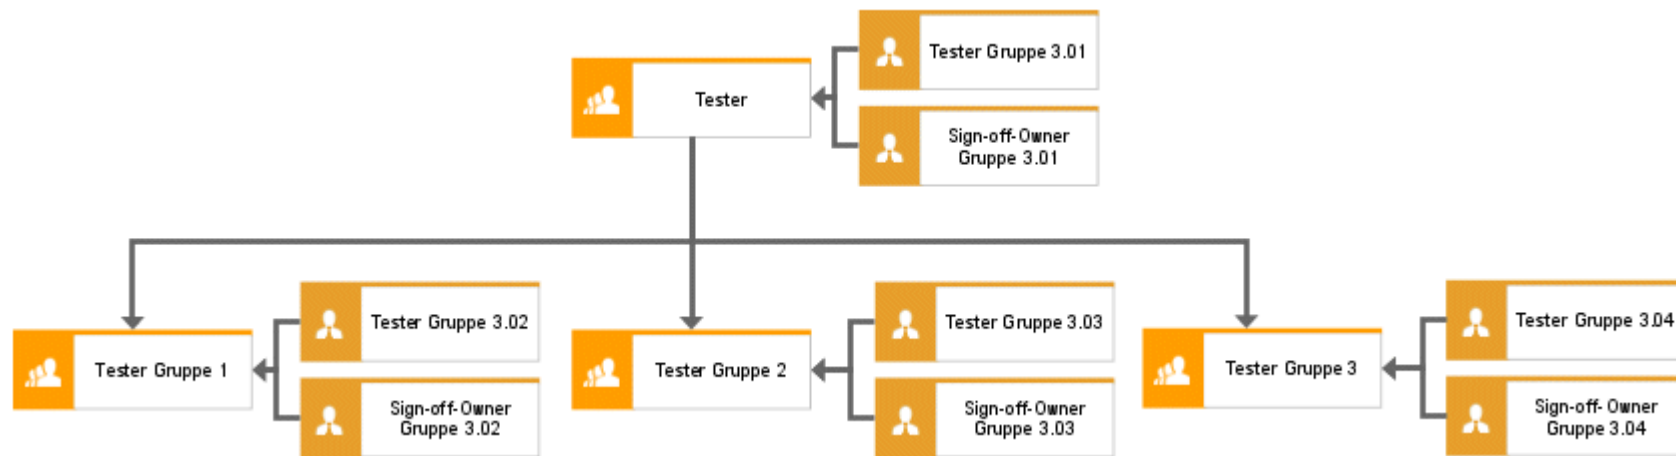 Tester Gruppe 3.01
Tester
Sign-off-Owner
Gruppe 3.01
Tester Gruppe 3.02
Tester Gruppe 1
Sign-off-Owner
Gruppe 3.02
Tester Gruppe 3.03
Tester Gruppe 2
Sign-off-Owner
Gruppe 3.03
Tester Gruppe 3.04
Tester Gruppe 3
Sign-off-Owner
Gruppe 3.04